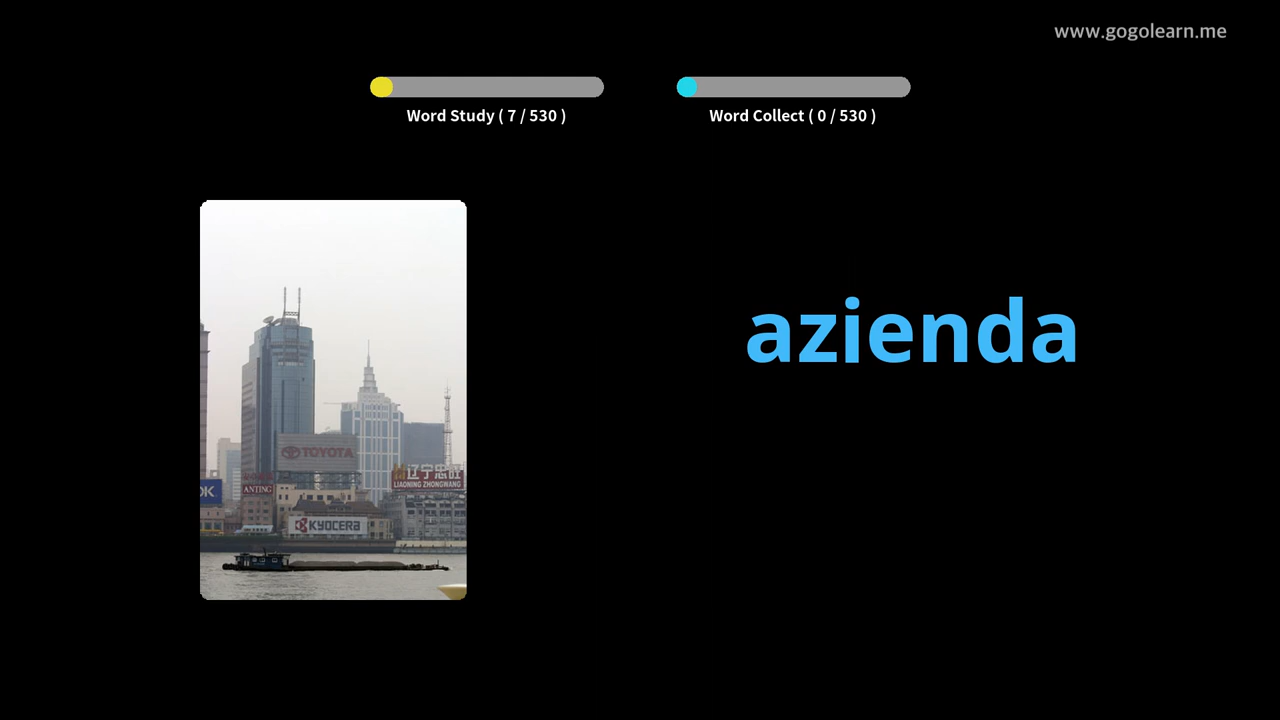 www.gogolearn.me
Word Study ( 7 / 530 )
Word Collect ( 0 / 530 )
azienda
TOYOTA
辽宁忠旺
LIAONING ZHONGWANG
OK
ANTING
KYOCERA